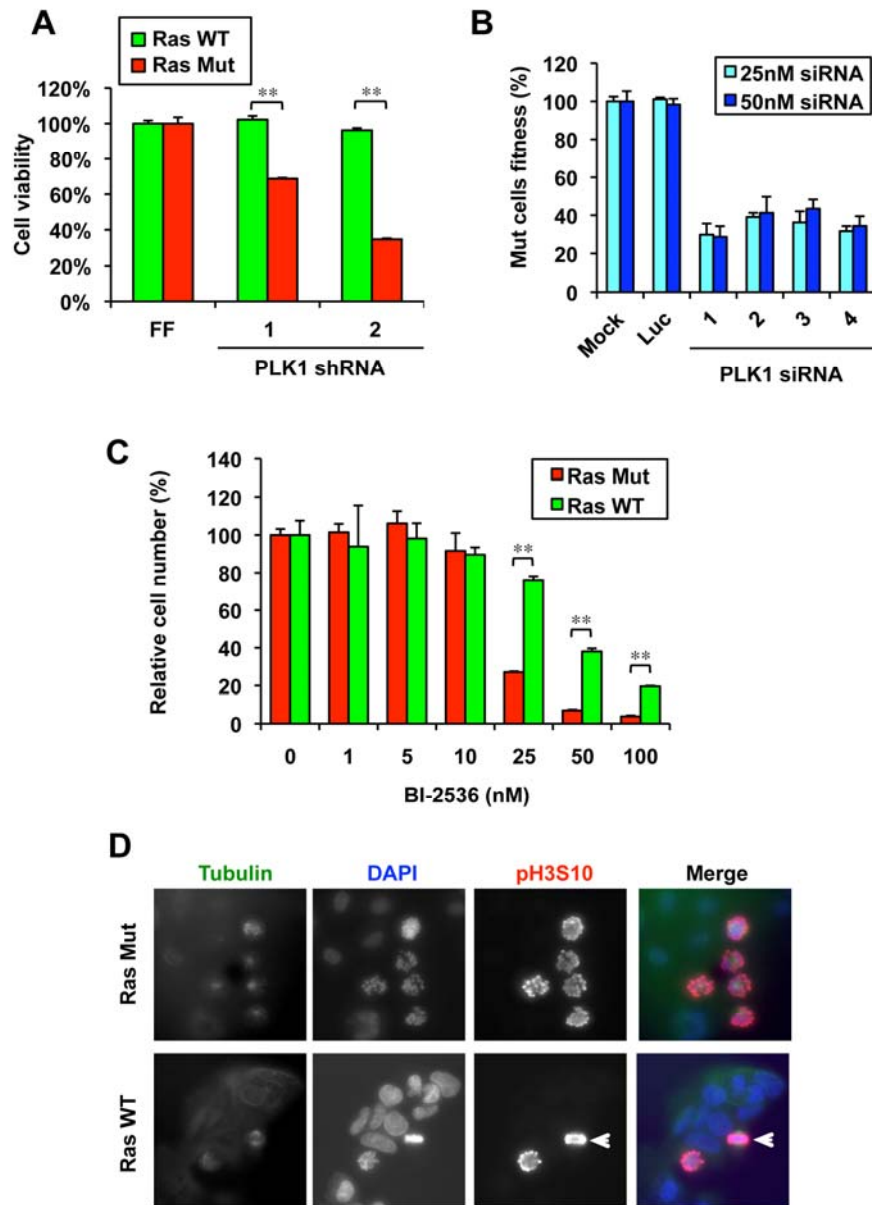 A
Ras WT
Ras Mut
Cell viability
120%
100%
80%
60%
40%
20%
0%
**
**
FF
1
2
PLK1 shRNA
B
25nM siRNA
50nM siRNA
Mut cells fitness (%)
120
100
80
60
40
20
0
Mock
Luc
1
2
3
4
PLK1 siRNA
C
Ras Mut
Ras WT
Relative cell number (%)
140
120
100
80
60
40
20
0
**
**
**
0
1
5
10
25
50
100
BI-2536 (nM)
D
Tubulin
DAPI
pH3S10
Merge
Ras Mut
Ras WT